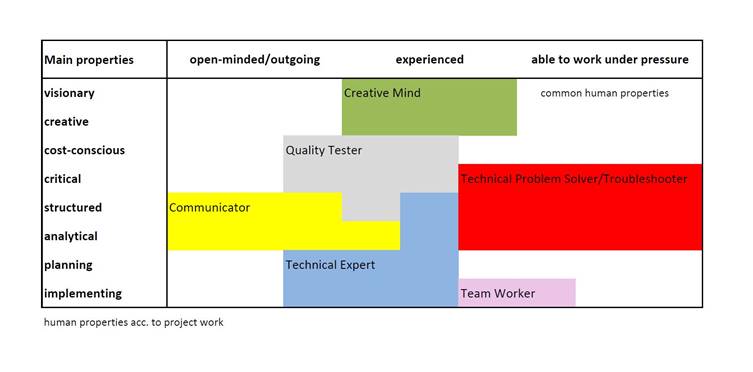 Main properties open-minded/outgoing experienced able to work under pressure
visionary Creative Mind common human properties
creative
cost-conscious Quality Tester
critical Technical Problem Solver/Troubleshooter
structured Communicator
analytical
planning Technical Expert
implementing Team Worker
human properties acc. to project work